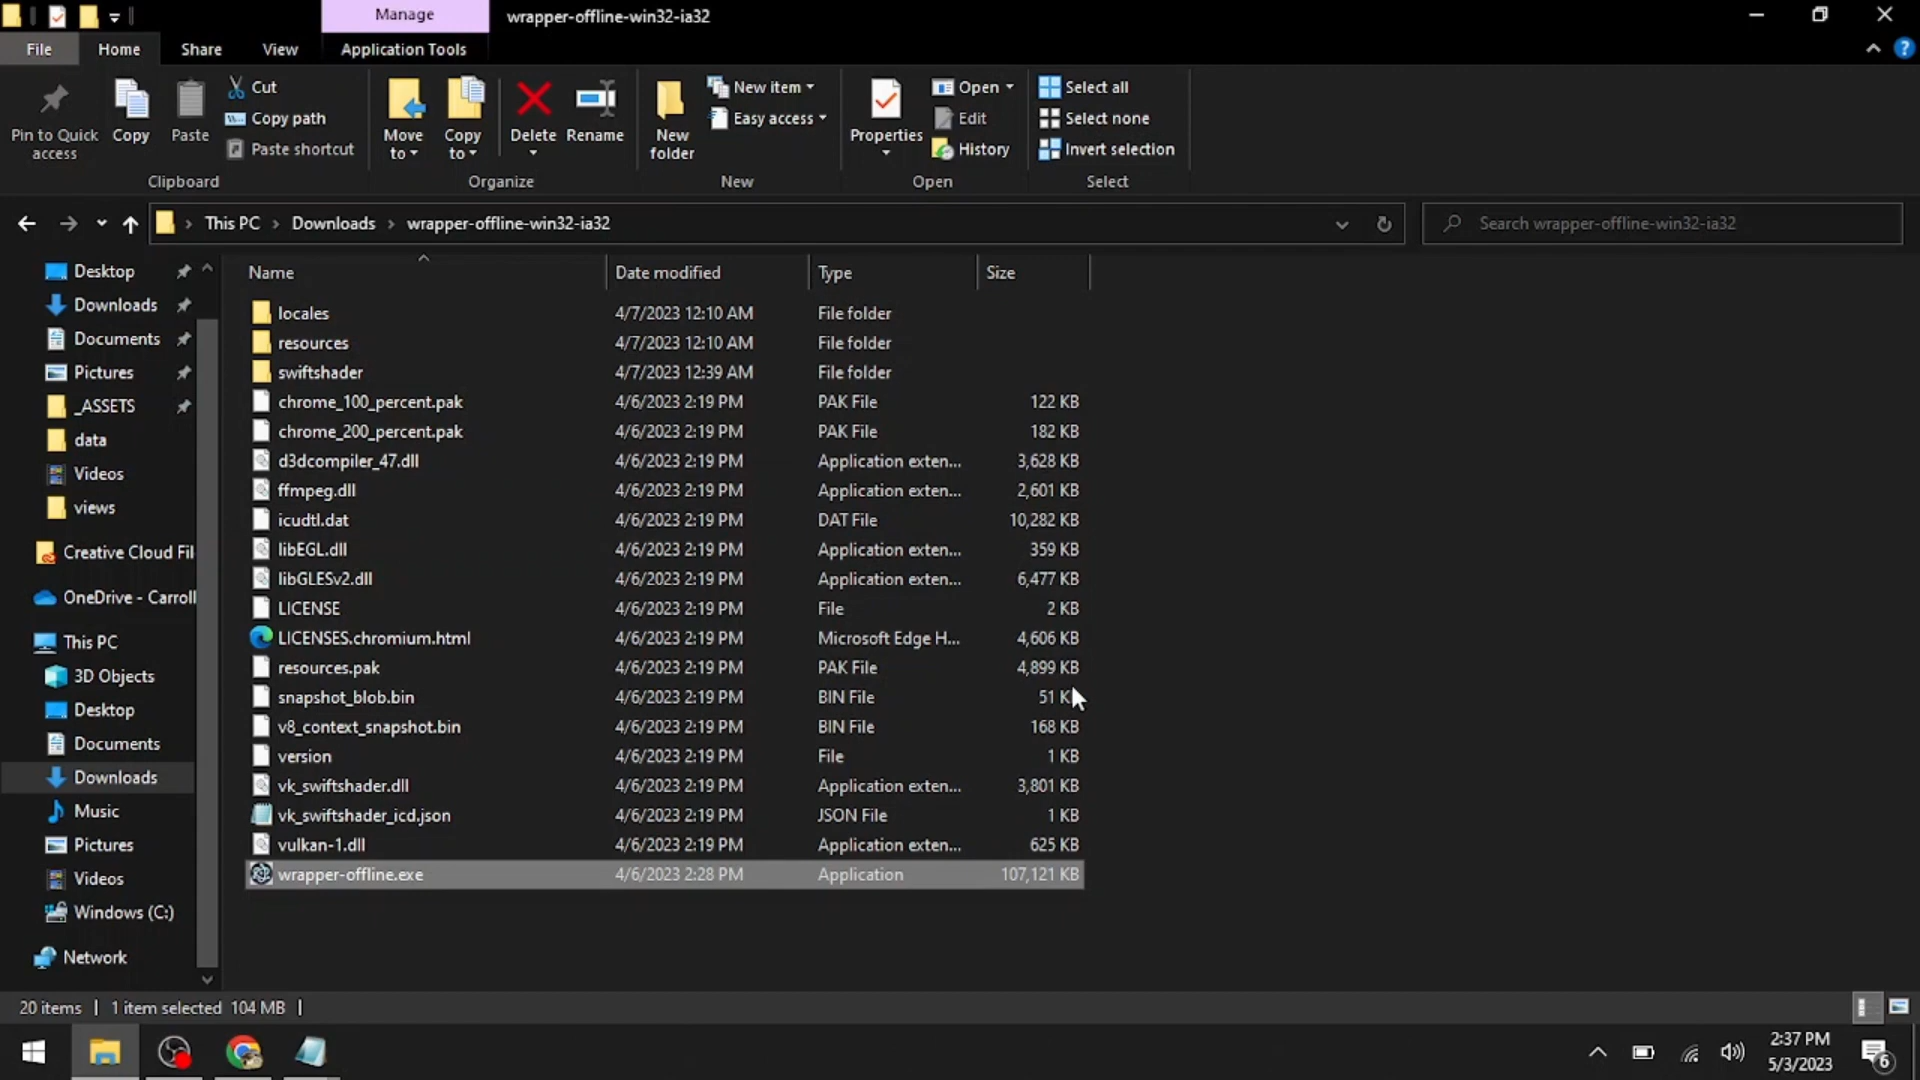 Manage
wrapper-offline-win32-ia32
File
Home
Share
View
Application Tools
Pin to Quick access
Copy
Paste
Cut
Copy path
Paste shortcut
Clipboard
Move to
Copy to
Delete
Rename
Organize
New folder
New item
Easy access
New
Properties
Open
Edit
History
Open
Select all
Select none
Invert selection
Select
This PC
Downloads
wrapper-offline-win32-ia32
Search wrapper-offline-win32-ia32
Desktop
Downloads
Documents
Pictures
_ASSETS
data
Videos
views
Creative Cloud Fil
OneDrive - Carroll
This PC
3D Objects
Desktop
Documents
Downloads
Music
Pictures
Videos
Windows (C:)
Network
Name Date modified Type Size
locales 4/7/2023 12:10 AM File folder
resources 4/7/2023 12:10 AM File folder
swiftshader 4/7/2023 12:39 AM File folder
chrome_100_percent.pak 4/6/2023 2:19 PM PAK File 122 KB
chrome_200_percent.pak 4/6/2023 2:19 PM PAK File 182 KB
d3dcompiler_47.dll 4/6/2023 2:19 PM Application exten... 3,628 KB
ffmpeg.dll 4/6/2023 2:19 PM Application exten... 2,601 KB
icudtl.dat 4/6/2023 2:19 PM DAT File 10,282 KB
libEGL.dll 4/6/2023 2:19 PM Application exten... 359 KB
libGLESv2.dll 4/6/2023 2:19 PM Application exten... 6,477 KB
LICENSE 4/6/2023 2:19 PM File 2 KB
LICENSES.chromium.html 4/6/2023 2:19 PM Microsoft Edge H... 4,606 KB
resources.pak 4/6/2023 2:19 PM PAK File 4,899 KB
snapshot_blob.bin 4/6/2023 2:19 PM BIN File 51 KB
v8_context_snapshot.bin 4/6/2023 2:19 PM BIN File 168 KB
version 4/6/2023 2:19 PM File 1 KB
vk_swiftshader.dll 4/6/2023 2:19 PM Application exten... 3,801 KB
vk_swiftshader_icd.json 4/6/2023 2:19 PM JSON File 1 KB
vulkan-1.dll 4/6/2023 2:19 PM Application exten... 625 KB
wrapper-offline.exe 4/6/2023 2:28 PM Application 107,121 KB
20 items 1 item selected 104 MB
2:37 PM
5/3/2023
6